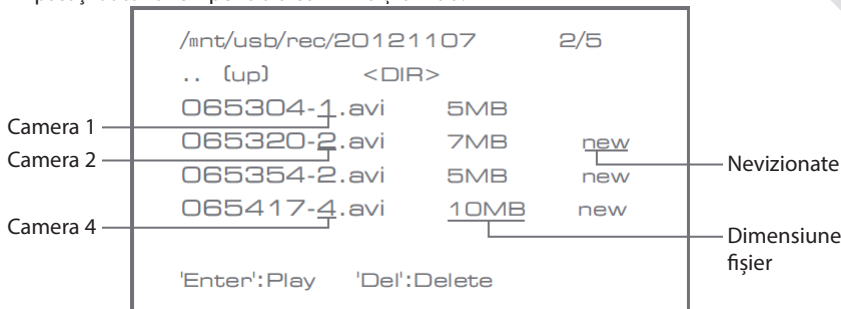 /mnt/usb/rec/20121107 2/5
.. (up) <DIR>
065304-1.avi 5MB
Camera 1
065320-2.avi 7MB new
Camera 2
Nevizionate
065354-2.avi 5MB new
065417-4.avi 10MB new
Camera 4
Dimensiune
fișier
'Enter':Play 'Del':Delete